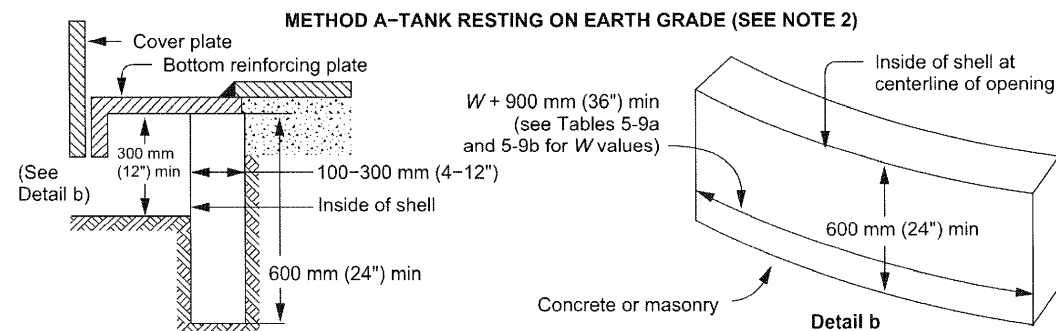 METHOD A–TANK RESTING ON EARTH GRADE (SEE NOTE 2)
Cover plate
Bottom reinforcing plate
300 mm
(12") min
(See
Detail b)
100–300 mm (4–12")
Inside of shell
600 mm (24") min
Inside of shell at
centerline of opening
W + 900 mm (36") min
(see Tables 5-9a
and 5-9b for W values)
600 mm (24") min
Concrete or masonry
Detail b